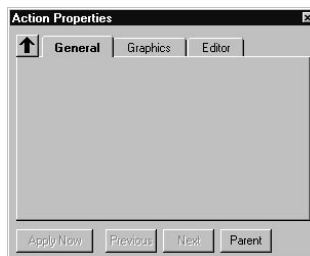 Action Properties
General Graphics Editor
Apply Now Previous Next Parent